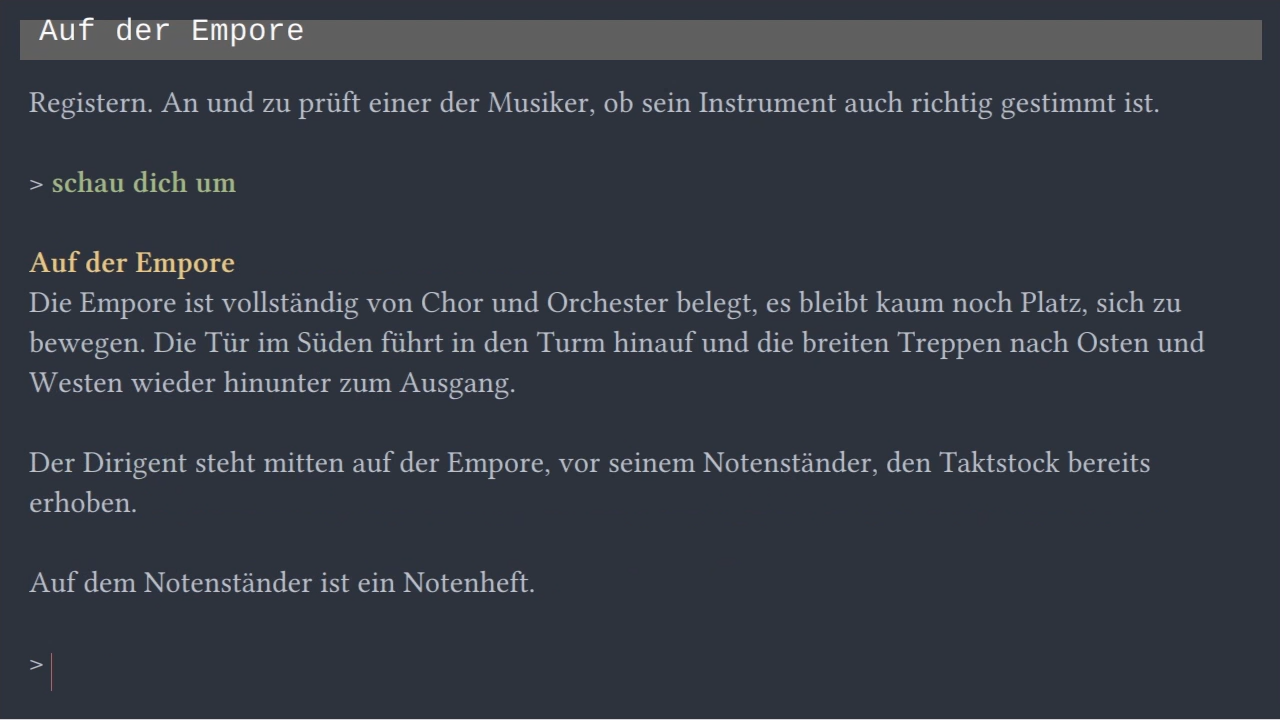 Auf der Empore
Registern. An und zu prüft einer der Musiker, ob sein Instrument auch richtig gestimmt ist.
> schau dich um
Auf der Empore
Die Empore ist vollständig von Chor und Orchester belegt, es bleibt kaum noch Platz, sich zu
bewegen. Die Tür im Süden führt in den Turm hinauf und die breiten Treppen nach Osten und
Westen wieder hinunter zum Ausgang.
Der Dirigent steht mitten auf der Empore, vor seinem Notenständer, den Taktstock bereits
erhoben.
Auf dem Notenständer ist ein Notenheft.
>